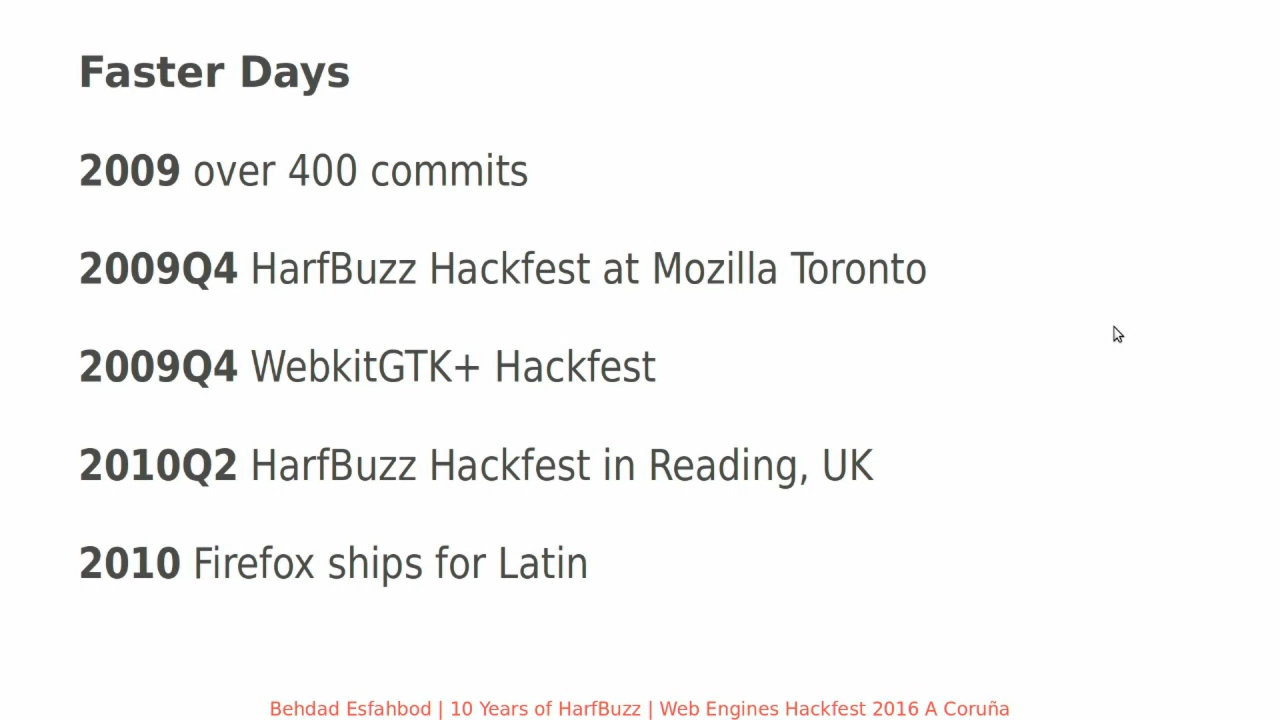 Faster Days
2009 over 400 commits
2009Q4 HarfBuzz Hackfest at Mozilla Toronto
2009Q4 WebkitGTK+ Hackfest
2010Q2 HarfBuzz Hackfest in Reading, UK
2010 Firefox ships for Latin
Behdad Esfahbod | 10 Years of HarfBuzz | Web Engines Hackfest 2016 A Coruña